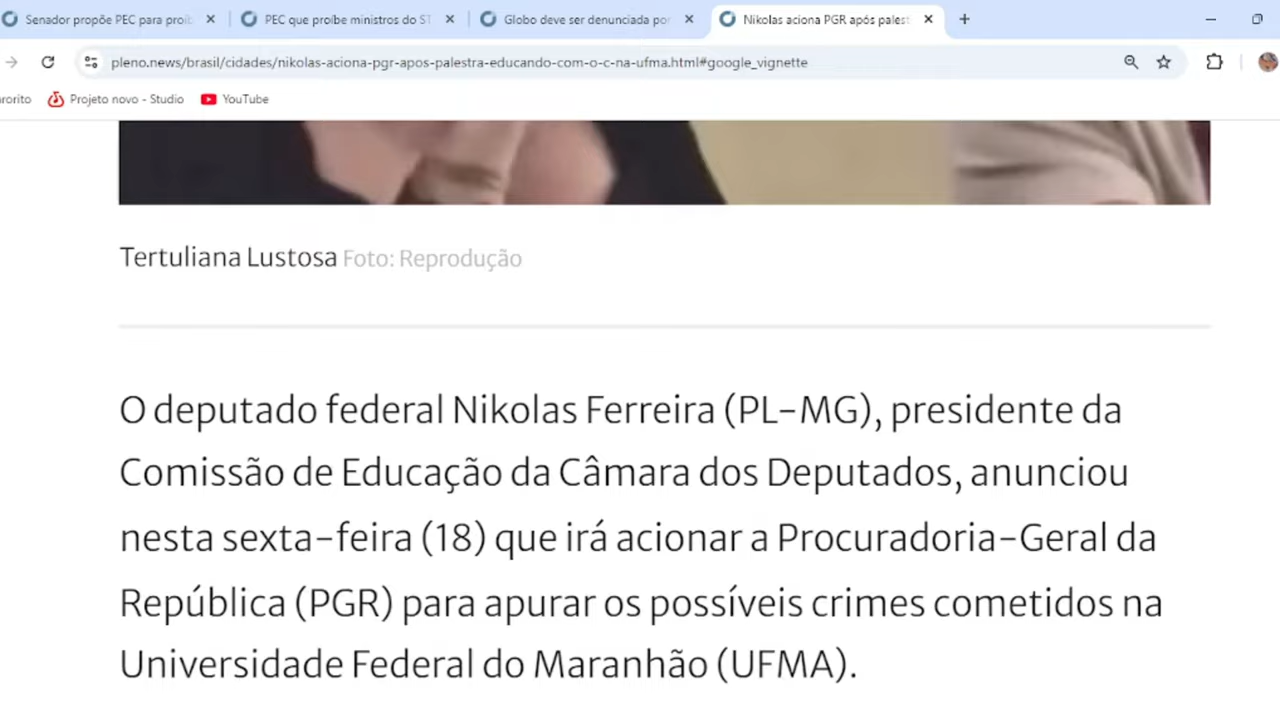 Senador propõe PEC para proil
PEC que proíbe ministros do ST
Globo deve ser denunciada por
Nikolas aciona PGR após palest
pleno.news/brasil/cidades/nikolas-aciona-pgr-apos-palestra-educando-com-o-c-na-ufma.html#google_vignette
rorito
Projeto novo - Studio
YouTube
Tertuliana Lustosa Foto: Reprodução
O deputado federal Nikolas Ferreira (PL-MG), presidente da
Comissão de Educação da Câmara dos Deputados, anunciou
nesta sexta-feira (18) que irá acionar a Procuradoria-Geral da
República (PGR) para apurar os possíveis crimes cometidos na
Universidade Federal do Maranhão (UFMA).